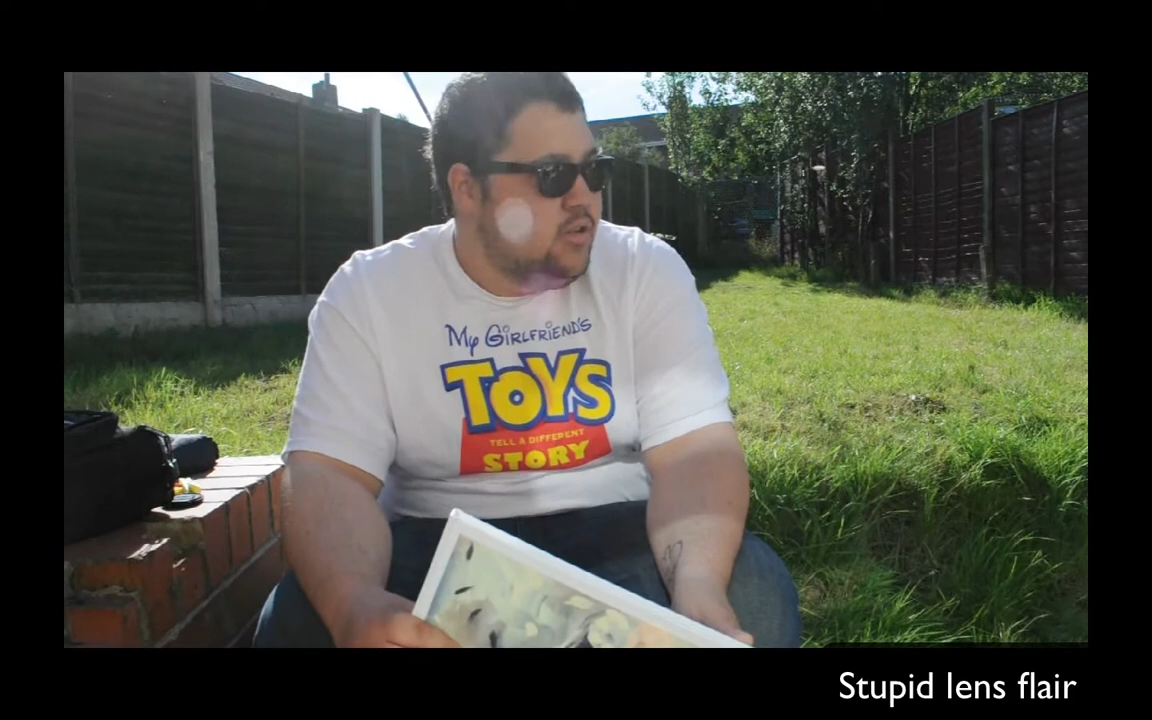 My GIRLFRIEND'S
TOYS
TELL A DIFFERENT
STORY
Stupid lens flair